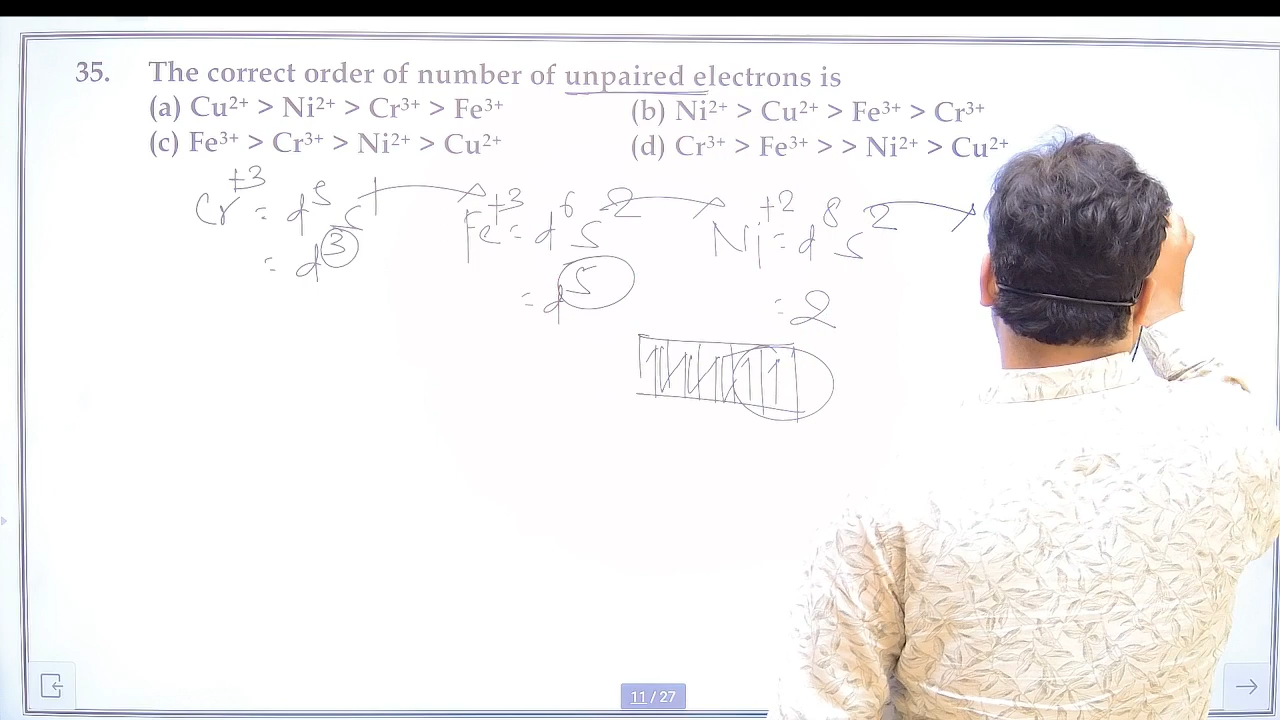 35. The correct order of number of unpaired electrons is
(a) Cu²⁺ > Ni²⁺ > Cr³⁺ > Fe³⁺ (b) Ni²⁺ > Cu²⁺ > Fe³⁺ > Cr³⁺
(c) Fe³⁺ > Cr³⁺ > Ni²⁺ > Cu²⁺ (d) Cr³⁺ > Fe³⁺ > > Ni²⁺ > Cu²⁺
Cr⁺³ = d⁵ s¹ Fe⁺³ = d⁶ s² Ni⁺² = d⁸ s²
= d³ = d⁵ = 2
11 / 27